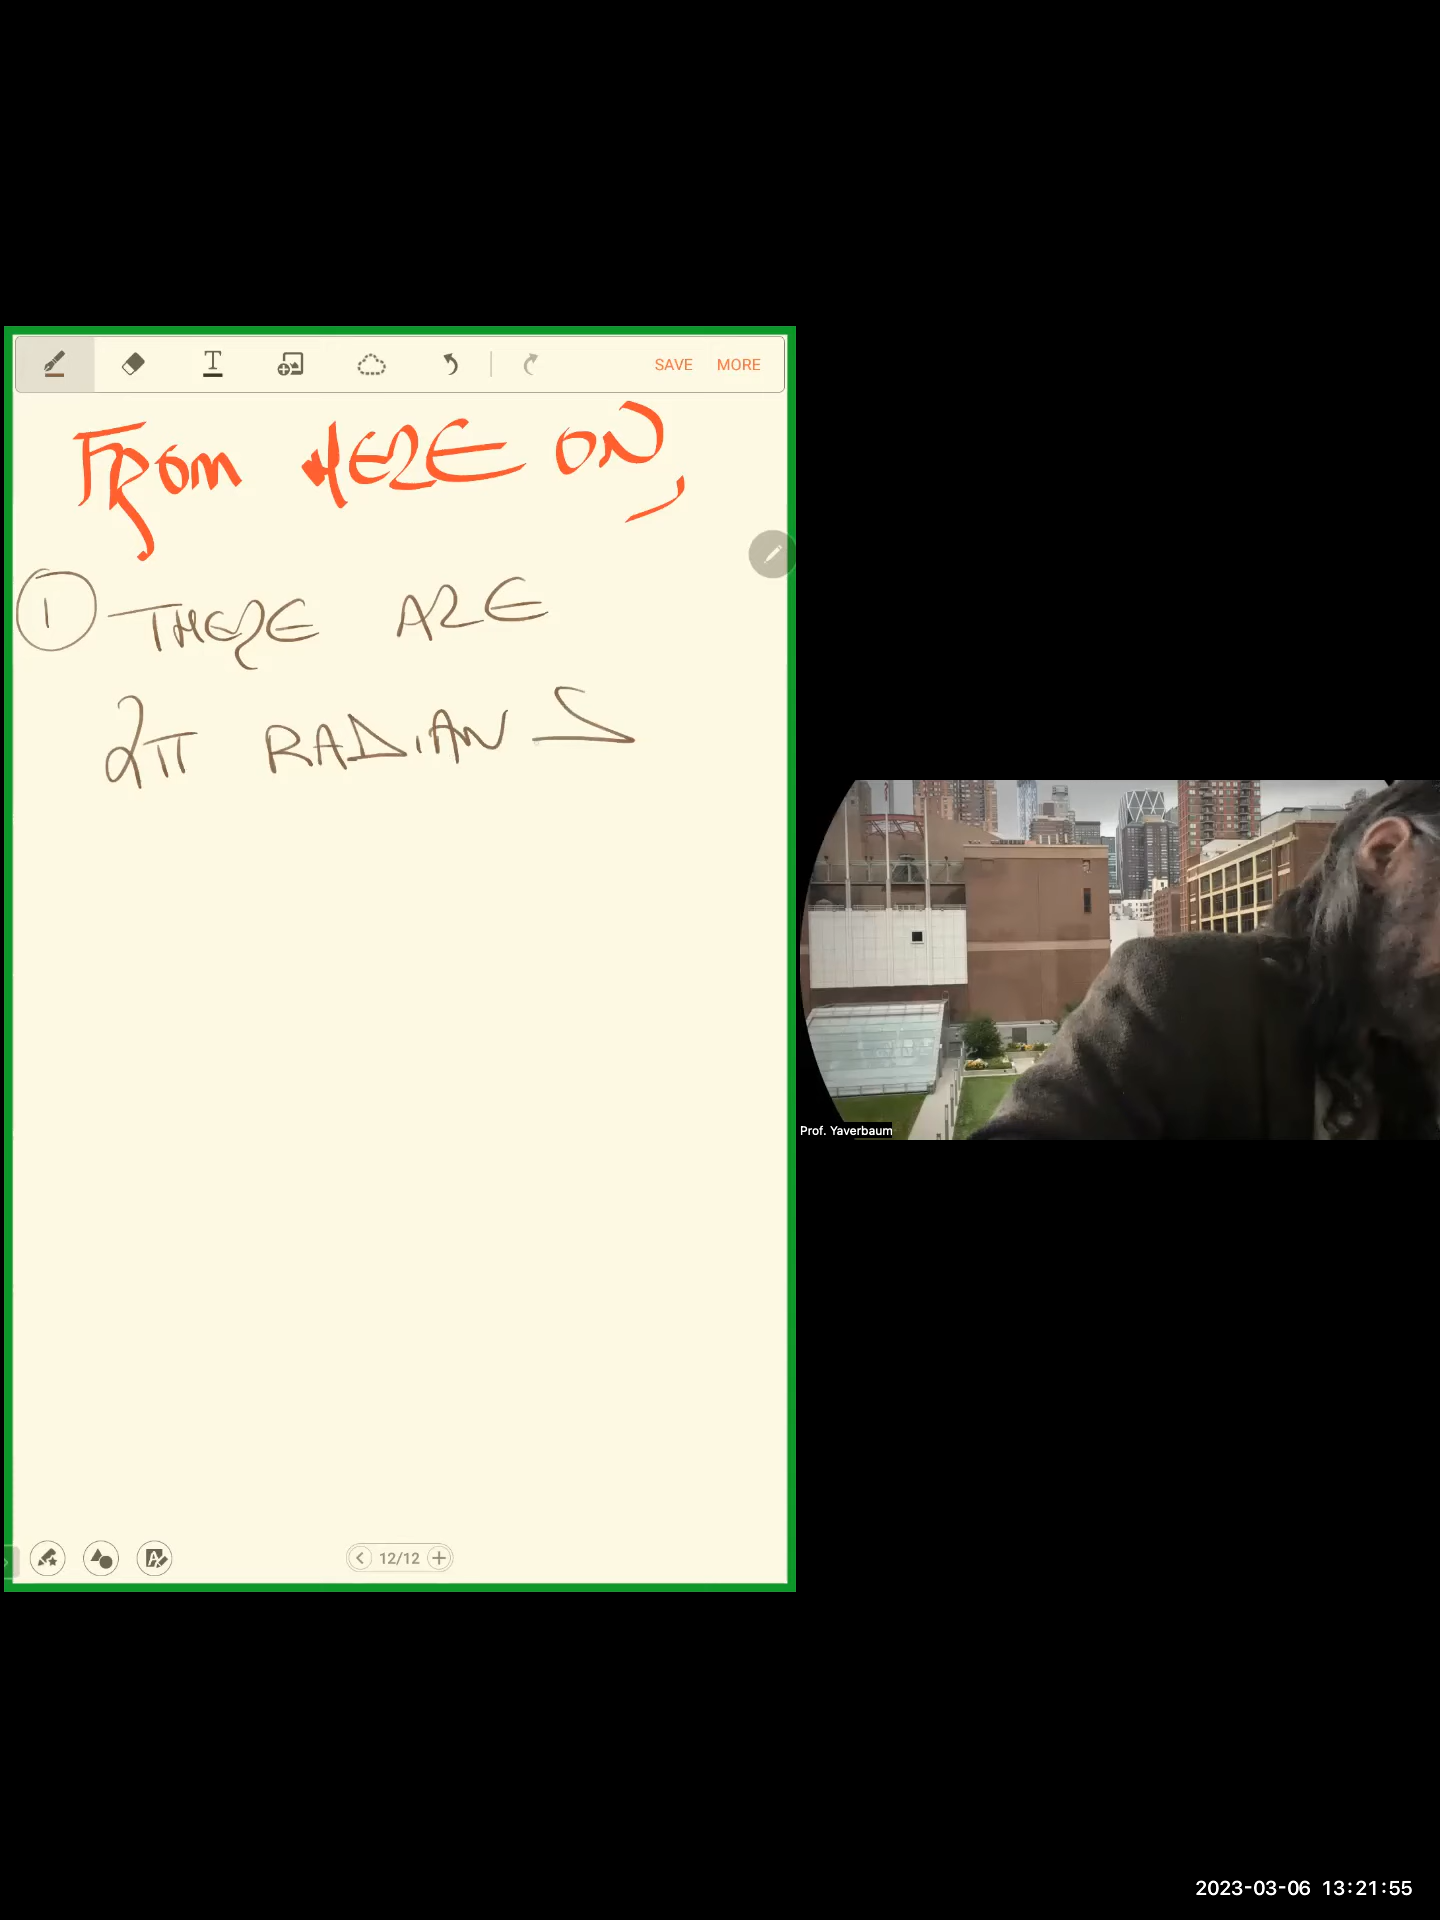 T
SAVE MORE
FROM HERE ON,
1 THERE ARE
2π RADIANS
Prof. Yaverbaum
A
12/12
2023-03-06 13:21:55